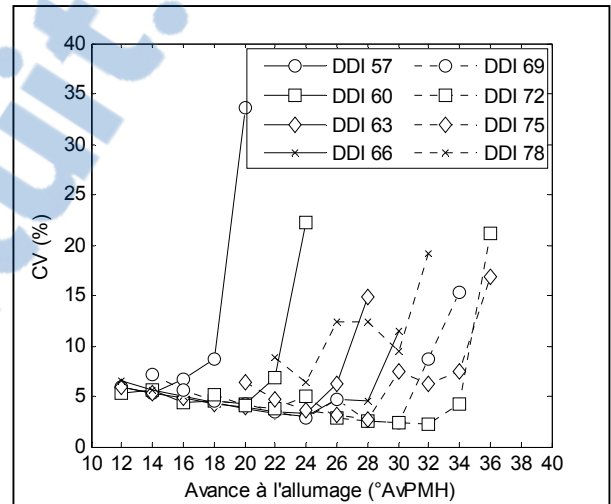 uit.
40
35
30
25
20
15
10
5
0
CV (%)
DDI 57
DDI 60
DDI 63
DDI 66
DDI 69
DDI 72
DDI 75
DDI 78
10 12 14 16 18 20 22 24 26 28 30 32 34 36 38 40
Avance à l'allumage (°AvPMH)